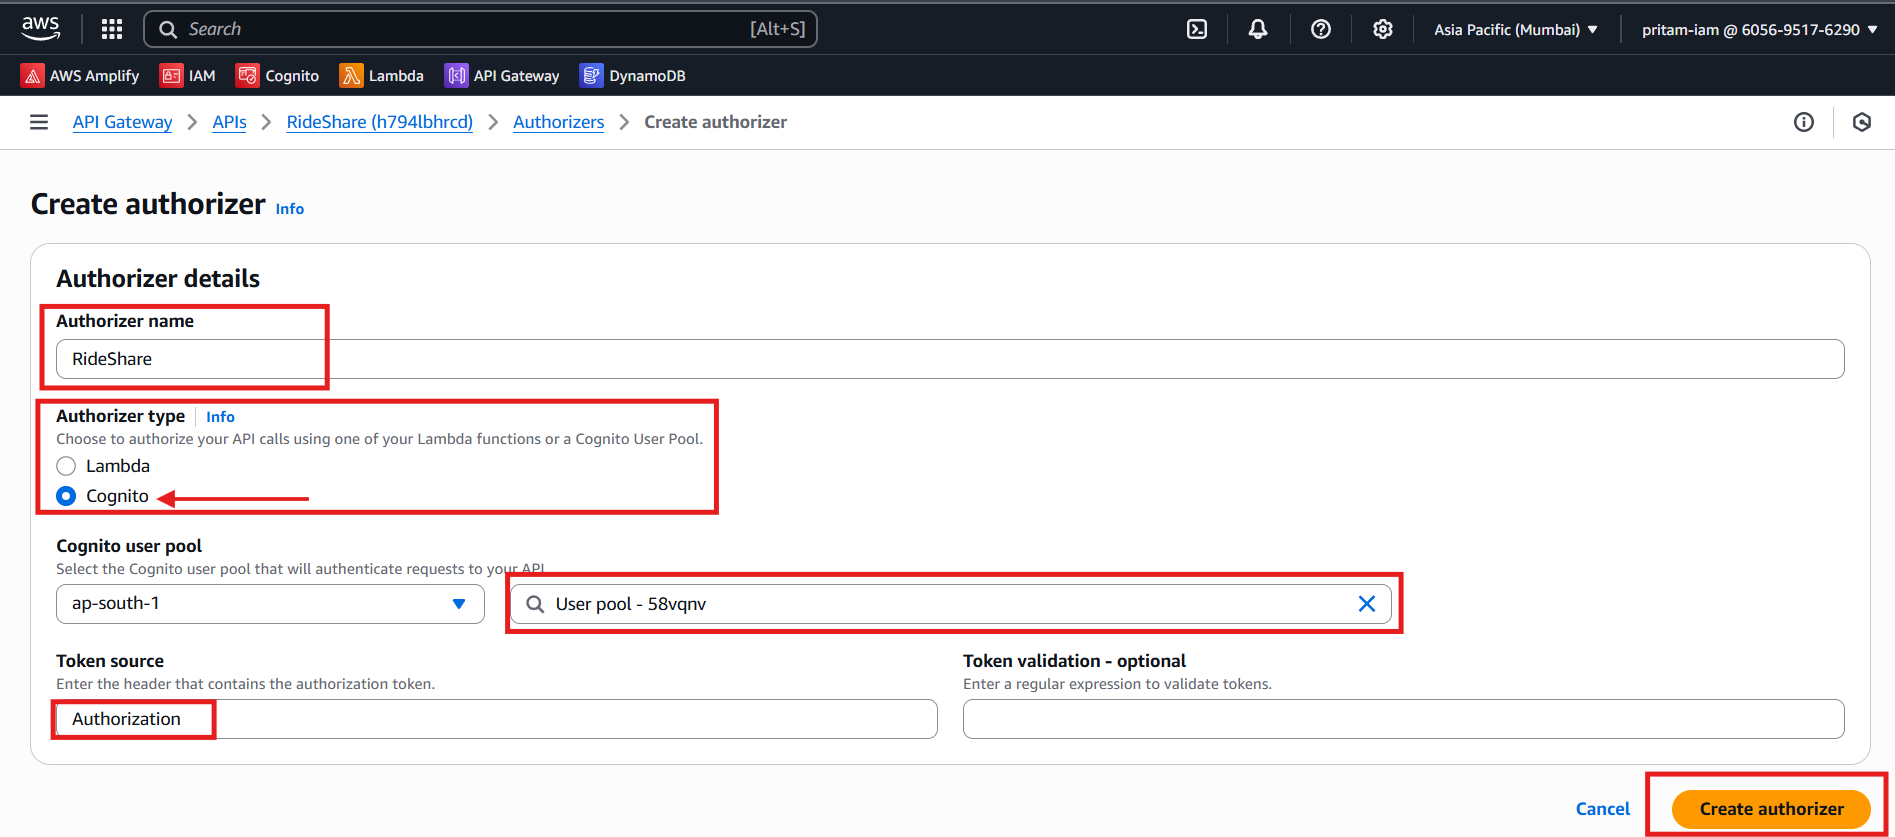 aws Search [Alt+S] Asia Pacific (Mumbai) pritam-iam @ 6056-9517-6290
AWS Amplify IAM Cognito Lambda API Gateway DynamoDB
API Gateway APIs RideShare (h794lbhrcd) Authorizers Create authorizer
Create authorizer Info
Authorizer details
Authorizer name
RideShare
Authorizer type Info
Choose to authorize your API calls using one of your Lambda functions or a Cognito User Pool.
Lambda
Cognito
Cognito user pool
Select the Cognito user pool that will authenticate requests to your API.
ap-south-1 User pool - 58vqnv
Token source Token validation - optional
Enter the header that contains the authorization token. Enter a regular expression to validate tokens.
Authorization
Cancel Create authorizer